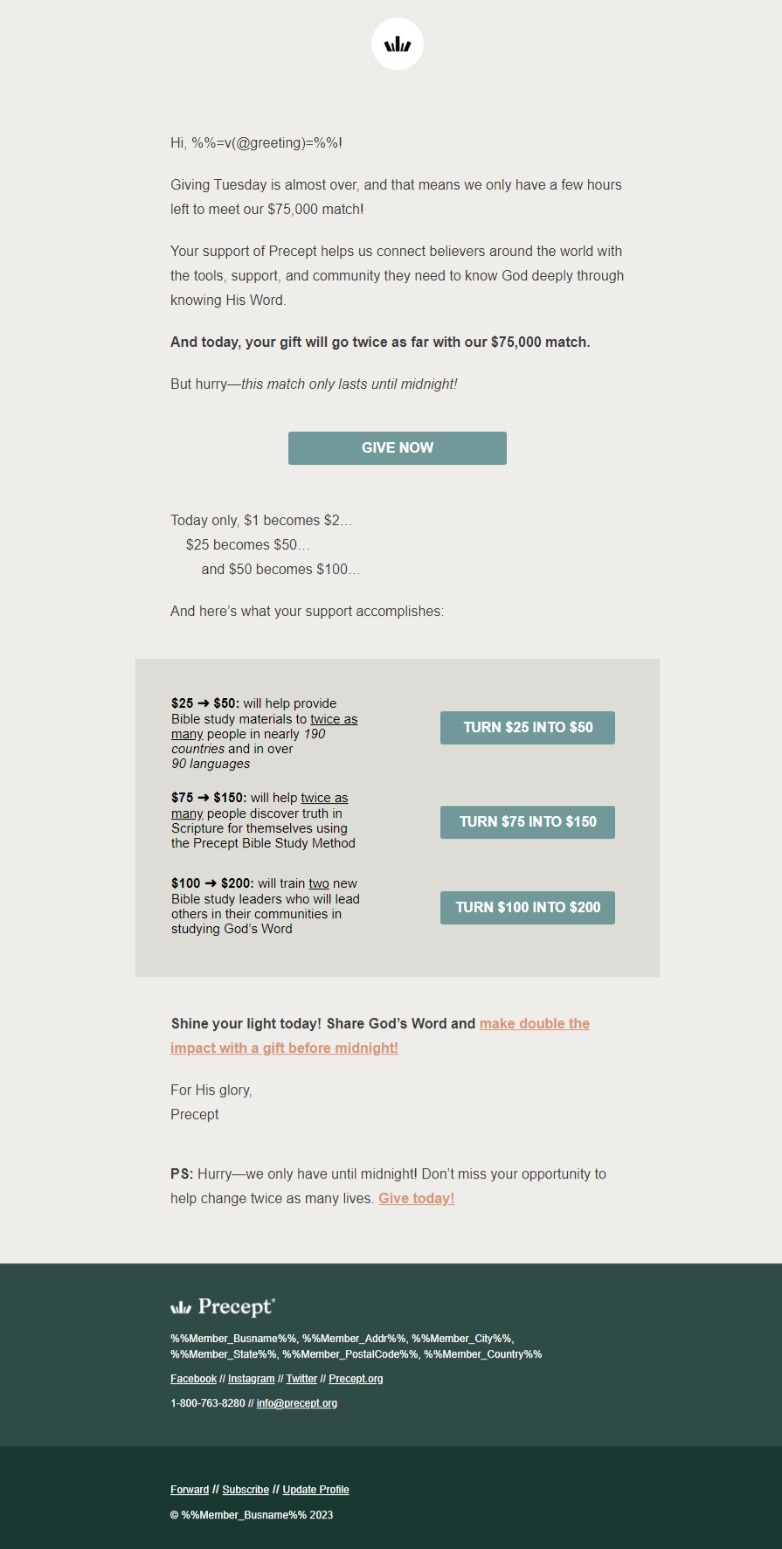 Hi, %%=v(@greeting)=%%!
Giving Tuesday is almost over, and that means we only have a few hours
left to meet our $75,000 match!
Your support of Precept helps us connect believers around the world with
the tools, support, and community they need to know God deeply through
knowing His Word.
And today, your gift will go twice as far with our $75,000 match.
But hurry—this match only lasts until midnight!
GIVE NOW
Today only, $1 becomes $2…
$25 becomes $50…
and $50 becomes $100…
And here’s what your support accomplishes:
$25 ➜ $50: will help provide
Bible study materials to twice as
many people in nearly 190
countries and in over
90 languages
TURN $25 INTO $50
$75 ➜ $150: will help twice as
many people discover truth in
Scripture for themselves using
the Precept Bible Study Method
TURN $75 INTO $150
$100 ➜ $200: will train two new
Bible study leaders who will lead
others in their communities in
studying God’s Word
TURN $100 INTO $200
Shine your light today! Share God’s Word and make double the
impact with a gift before midnight!
For His glory,
Precept
PS: Hurry—we only have until midnight! Don’t miss your opportunity to
help change twice as many lives. Give today!
Precept®
%%Member_Busname%%, %%Member_Addr%%, %%Member_City%%,
%%Member_State%%, %%Member_PostalCode%%, %%Member_Country%%
Facebook // Instagram // Twitter // Precept.org
1-800-763-8280 // info@precept.org
Forward // Subscribe // Update Profile
© %%Member_Busname%% 2023